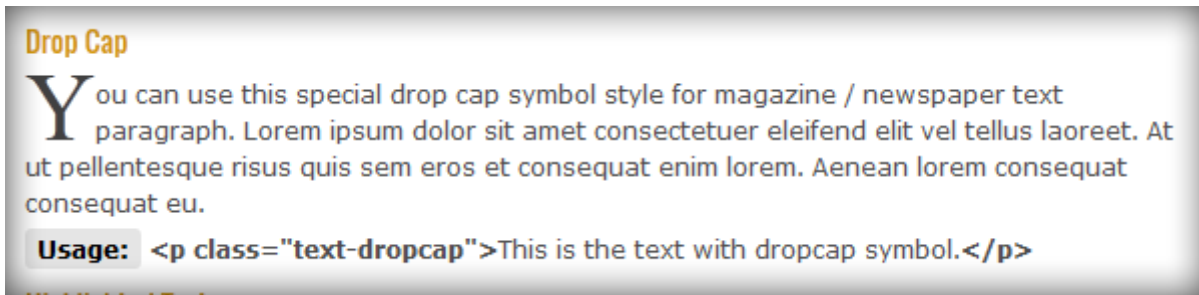 Drop Cap
You can use this special drop cap symbol style for magazine / newspaper text
paragraph. Lorem ipsum dolor sit amet consectetuer eleifend elit vel tellus laoreet. At
ut pellentesque risus quis sem eros et consequat enim lorem. Aenean lorem consequat
consequat eu.
Usage: <p class="text-dropcap">This is the text with dropcap symbol.</p>